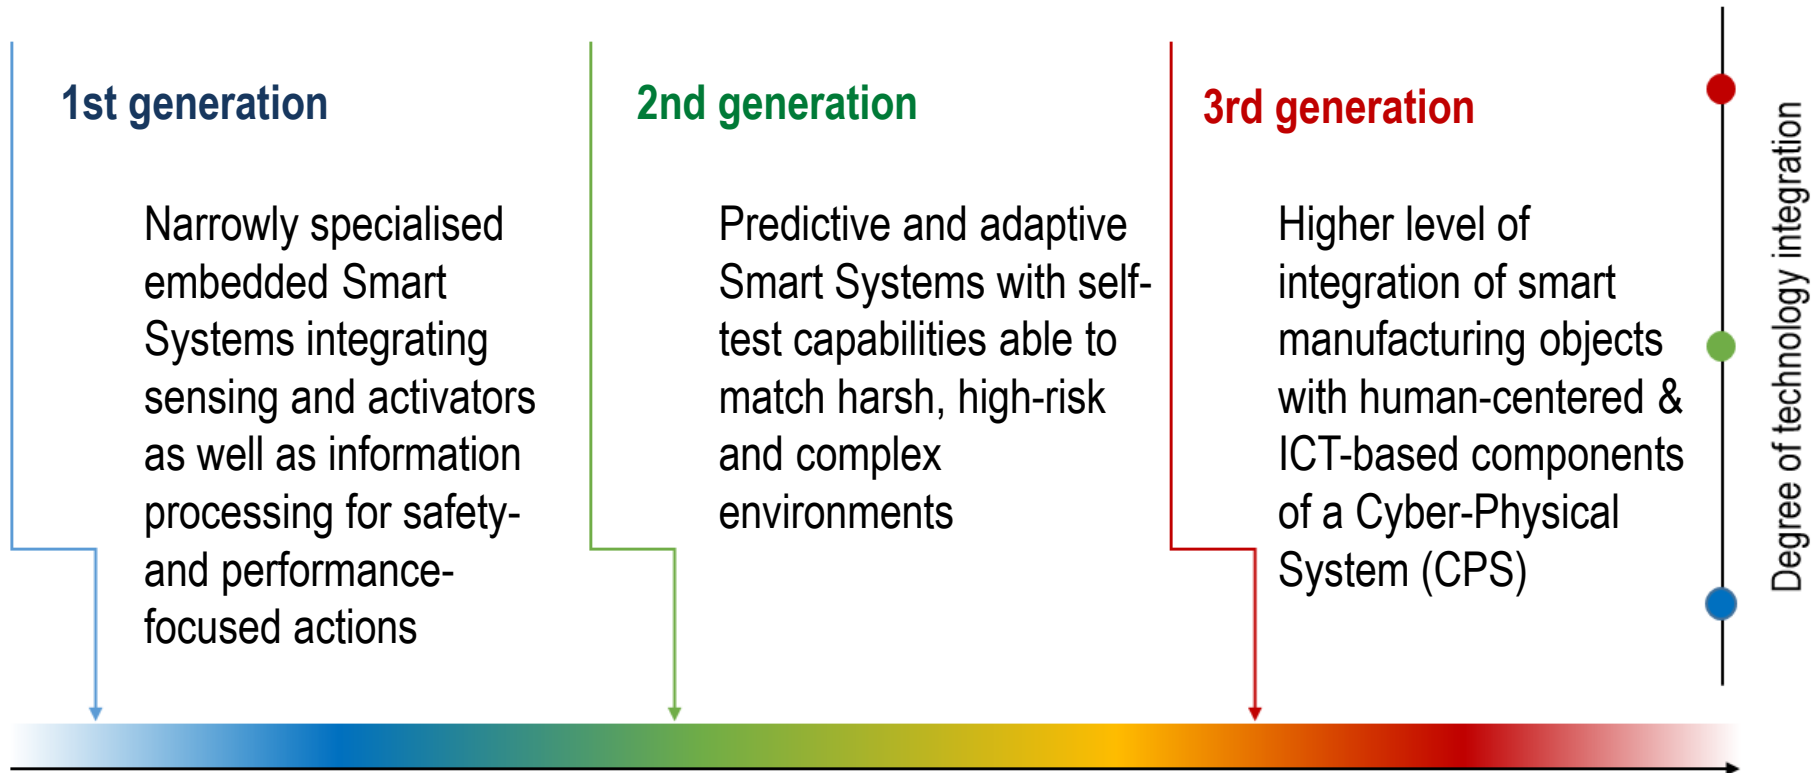 1st generation
Narrowly specialised
embedded Smart
Systems integrating
sensing and activators
as well as information
processing for safety-
and performance-
focused actions
2nd generation
Predictive and adaptive
Smart Systems with self-
test capabilities able to
match harsh, high-risk
and complex
environments
3rd generation
Higher level of
integration of smart
manufacturing objects
with human-centered &
ICT-based components
of a Cyber-Physical
System (CPS)
Degree of technology integration